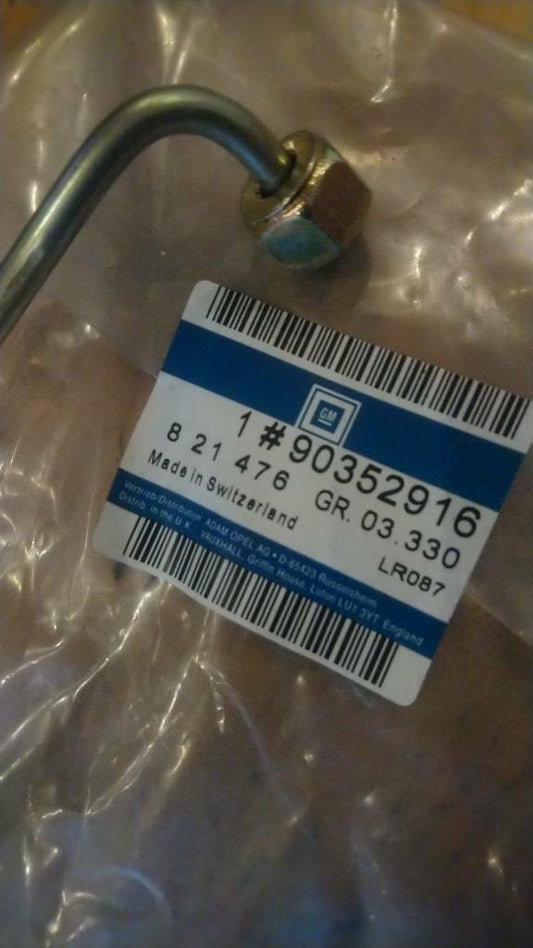 GM
1 # 90352916
8 21 476 GR. 03.330
Made in Switzerland LR087
Vertrieb/Distribution ADAM OPEL AG • D-65423 Rüsselsheim
Distrib. in the U.K. VAUXHALL, Griffin House, Luton LU1 3YT England